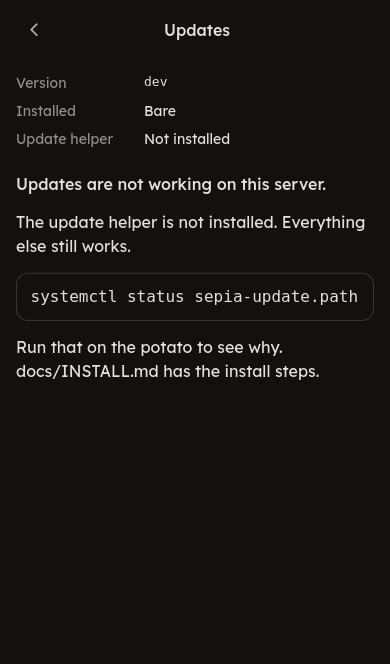 Updates
Version dev
Installed Bare
Update helper Not installed
Updates are not working on this server.
The update helper is not installed. Everything
else still works.
systemctl status sepia-update.path
Run that on the potato to see why.
docs/INSTALL.md has the install steps.